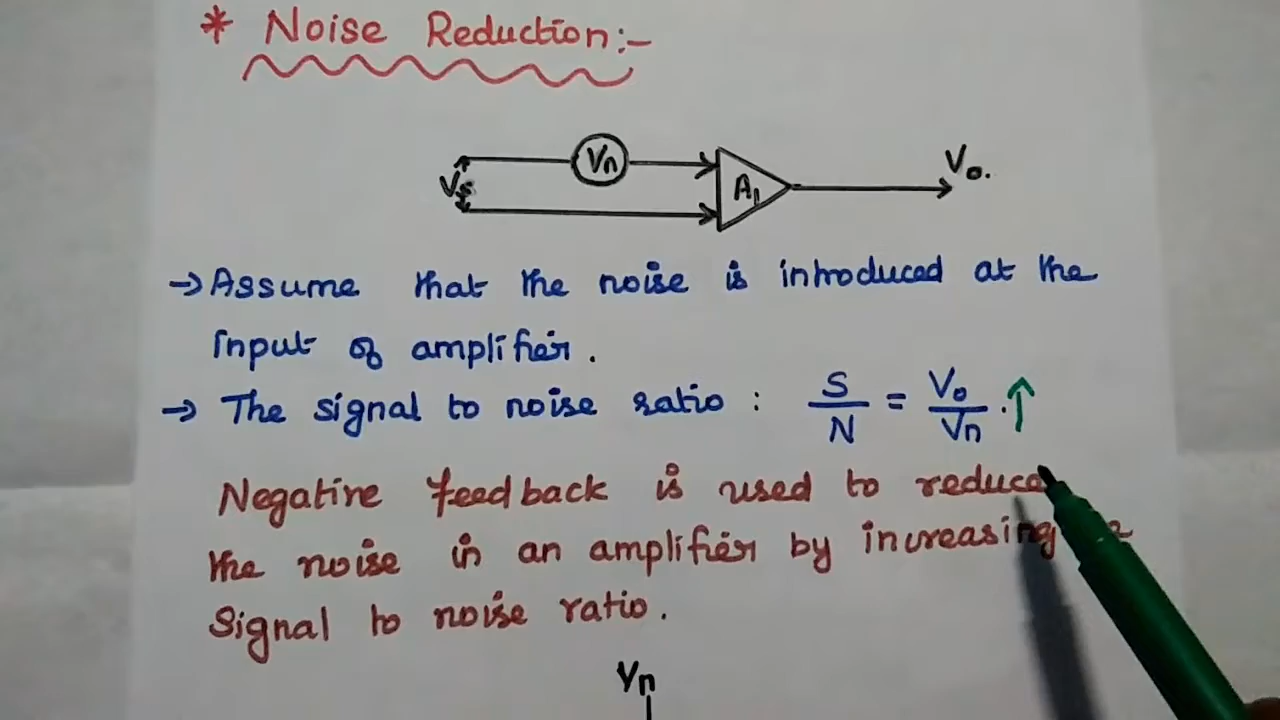 * Noise Reduction:-
Vn
Vs
A1
Vo.
→ Assume that the noise is introduced at the
input of amplifier.
→ The signal to noise ratio : S/N = Vo/Vn . ↑
Negative feedback is used to reduce
the noise in an amplifier by increasing
Signal to noise ratio.
Vn